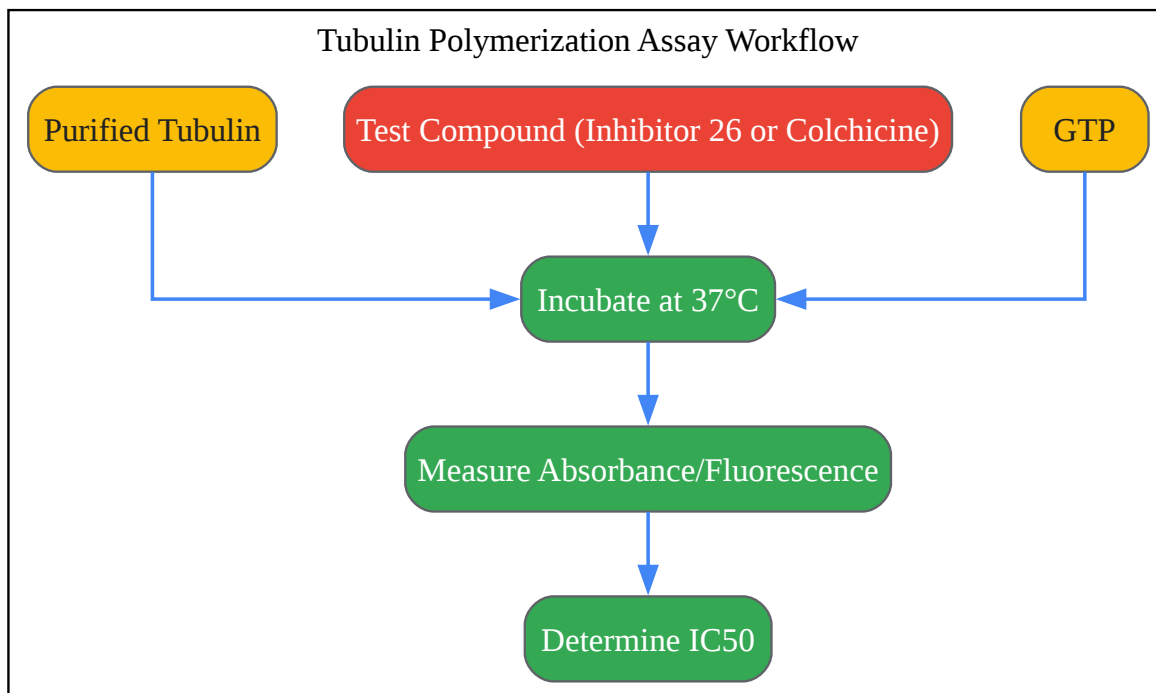 Tubulin Polymerization Assay Workflow
Purified Tubulin
Test Compound (Inhibitor 26 or Colchicine)
GTP
Incubate at 37°C
Measure Absorbance/Fluorescence
Determine IC50